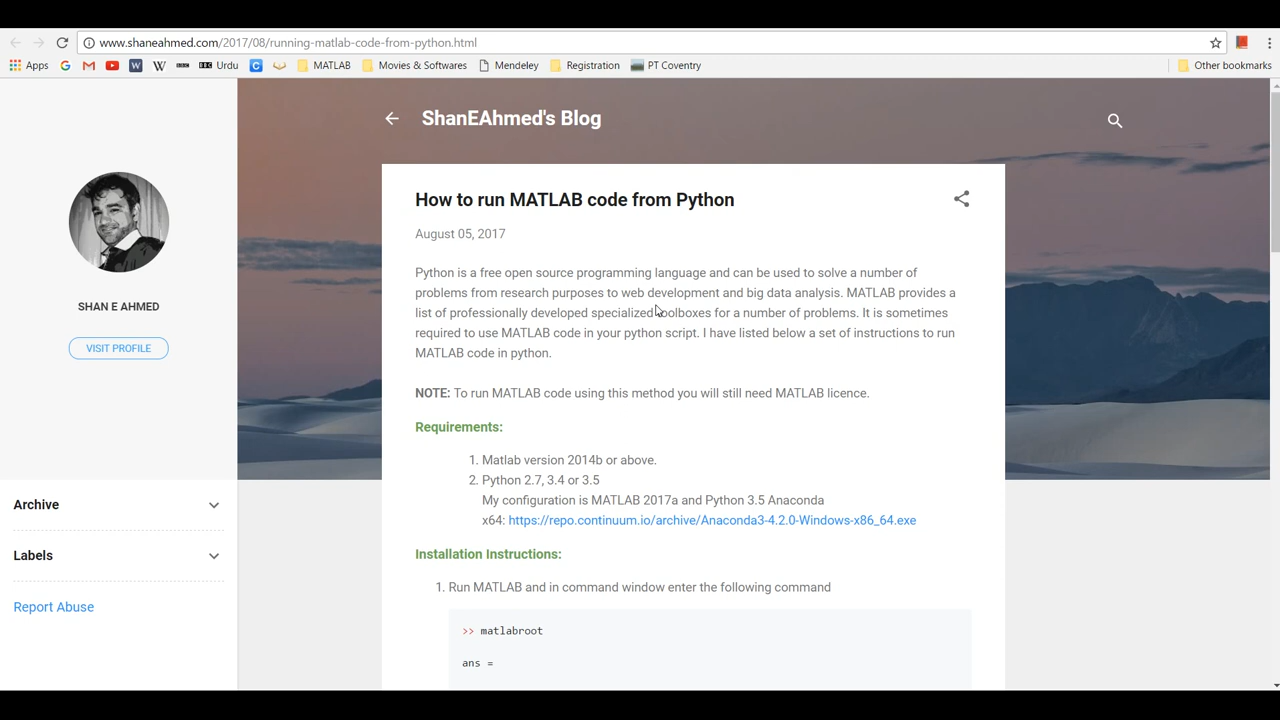 www.shaneahmed.com/2017/08/running-matlab-code-from-python.html
Apps Urdu MATLAB Movies & Softwares Mendeley Registration PT Coventry Other bookmarks
ShanEAhmed's Blog
How to run MATLAB code from Python
August 05, 2017
Python is a free open source programming language and can be used to solve a number of
problems from research purposes to web development and big data analysis. MATLAB provides a
list of professionally developed specialized toolboxes for a number of problems. It is sometimes
required to use MATLAB code in your python script. I have listed below a set of instructions to run
MATLAB code in python.
NOTE: To run MATLAB code using this method you will still need MATLAB licence.
Requirements:
1. Matlab version 2014b or above.
2. Python 2.7, 3.4 or 3.5
My configuration is MATLAB 2017a and Python 3.5 Anaconda
x64: https://repo.continuum.io/archive/Anaconda3-4.2.0-Windows-x86_64.exe
Installation Instructions:
1. Run MATLAB and in command window enter the following command
>> matlabroot
ans =
SHAN E AHMED
VISIT PROFILE
Archive
Labels
Report Abuse